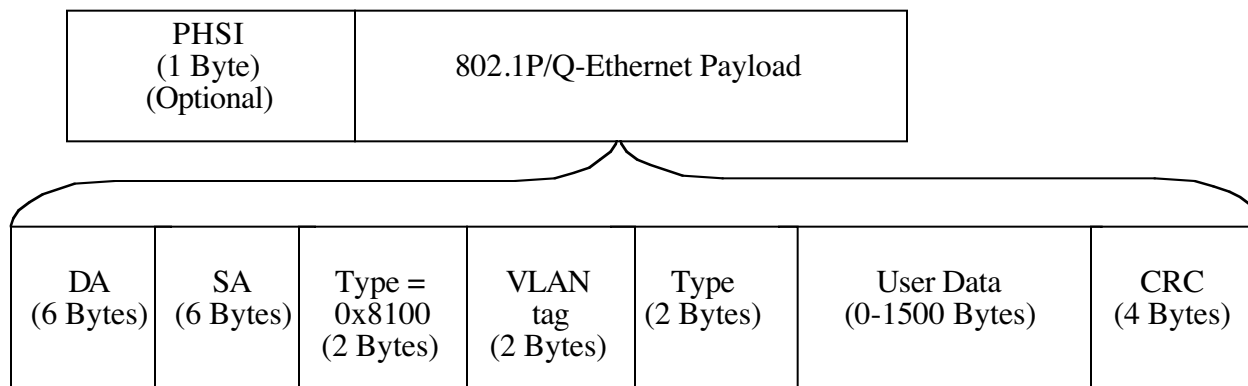 PHSI
(1 Byte)
(Optional)
802.1P/Q-Ethernet Payload
DA
(6 Bytes)
SA
(6 Bytes)
Type =
0x8100
(2 Bytes)
VLAN
tag
(2 Bytes)
Type
(2 Bytes)
User Data
(0-1500 Bytes)
CRC
(4 Bytes)